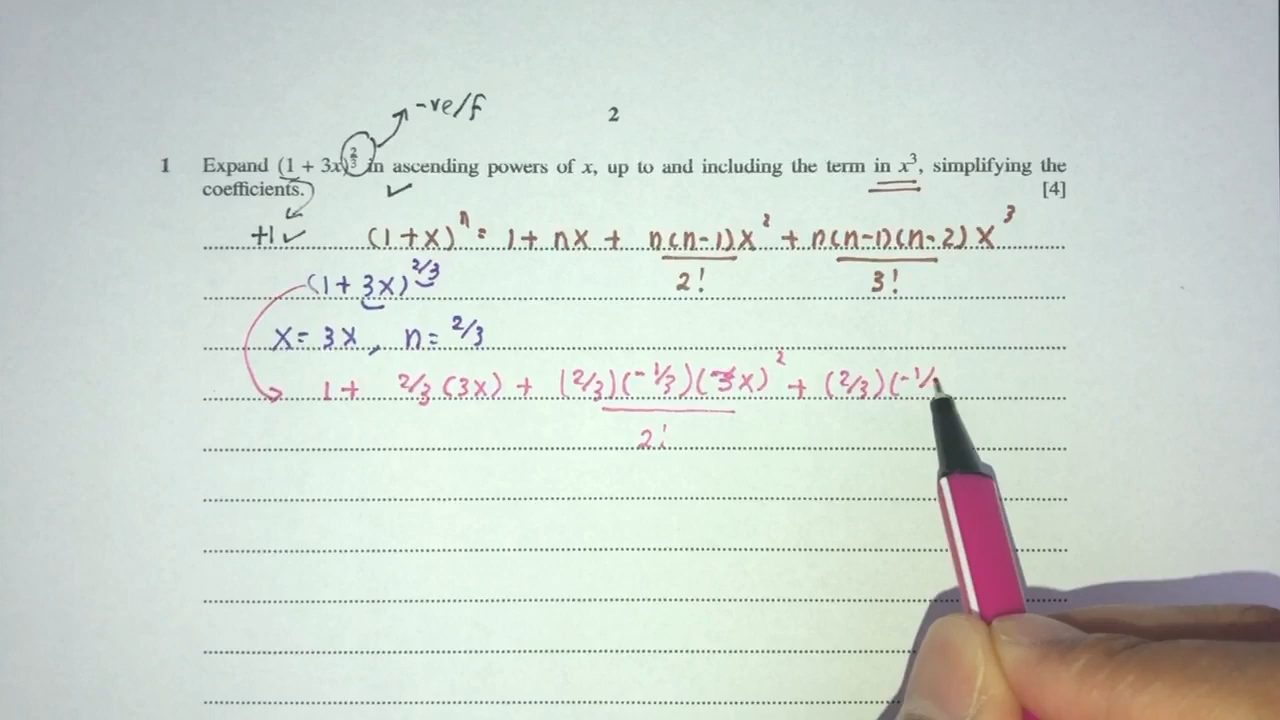 -ve/f
2
1 Expand (1 + 3x)^{2/3} in ascending powers of x, up to and including the term in x³, simplifying the
coefficients. [4]
+1 ✓ (1+x)^n = 1 + nx + n(n-1)x²/2! + n(n-1)(n-2)x³/3!
(1+3x)^{2/3}
x = 3x, n = 2/3
1 + 2/3(3x) + (2/3)(-1/3)(3x)²/2! + (2/3)(-1/